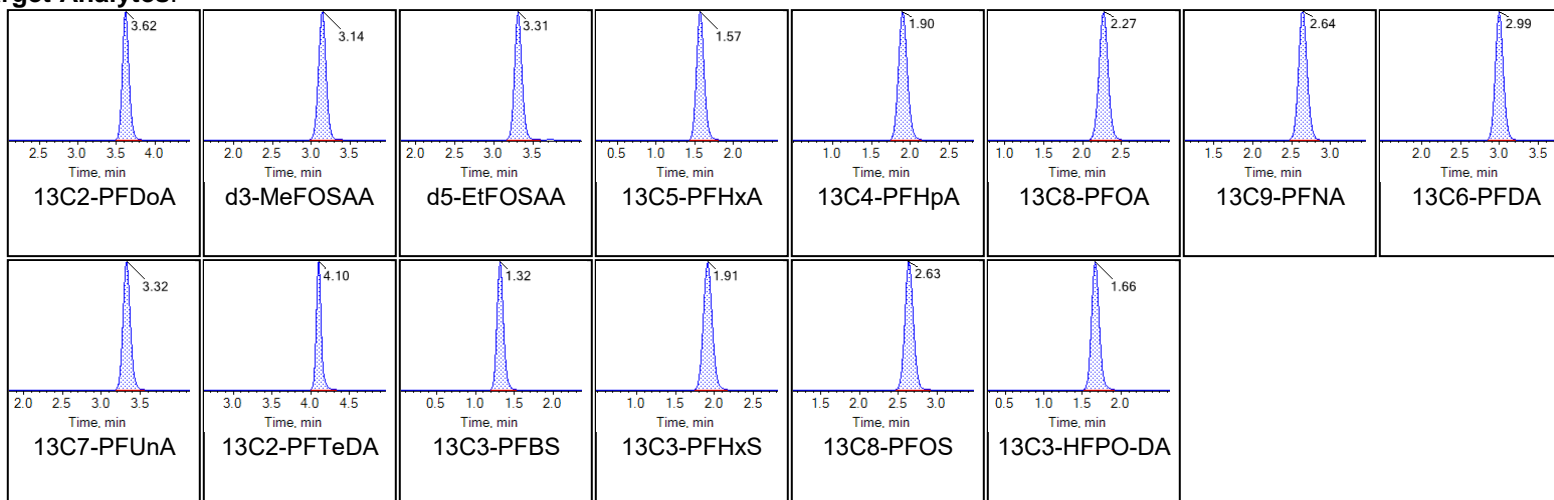 rget Analytes:
3.62 3.14 3.31 1.57 1.90 2.27 2.64 2.99
2.5 3.0 3.5 4.0 2.0 2.5 3.0 3.5 2.0 2.5 3.0 3.5 0.5 1.0 1.5 2.0 1.0 1.5 2.0 2.5 1.0 1.5 2.0 2.5 1.5 2.0 2.5 3.0 2.0 2.5 3.0 3.5
Time, min Time, min Time, min Time, min Time, min Time, min Time, min Time, min
13C2-PFDoA d3-MeFOSAA d5-EtFOSAA 13C5-PFHxA 13C4-PFHpA 13C8-PFOA 13C9-PFNA 13C6-PFDA
3.32 4.10 1.32 1.91 2.63 1.66
2.0 2.5 3.0 3.5 3.0 3.5 4.0 4.5 0.5 1.0 1.5 2.0 1.0 1.5 2.0 2.5 1.5 2.0 2.5 3.0 0.5 1.0 1.5 2.0
Time, min Time, min Time, min Time, min Time, min Time, min
13C7-PFUnA 13C2-PFTeDA 13C3-PFBS 13C3-PFHxS 13C8-PFOS 13C3-HFPO-DA